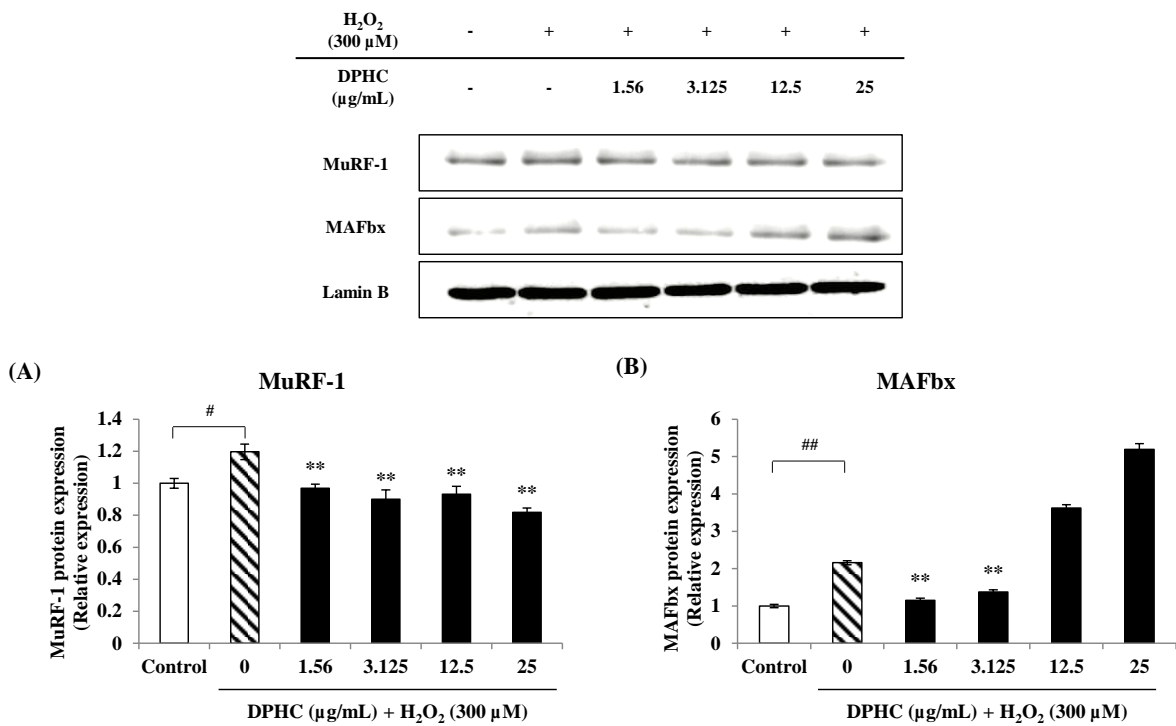 H₂O₂
(300 µM)
- + + + + +
DPHC
(µg/mL)
- - 1.56 3.125 12.5 25
MuRF-1
MAFbx
Lamin B
(A)
MuRF-1
MuRF-1 protein expression
(Relative expression)
1.4
1.2
1
0.8
0.6
0.4
0.2
0
#
** ** ** **
Control 0 1.56 3.125 12.5 25
DPHC (µg/mL) + H₂O₂ (300 µM)
(B)
MAFbx
MAFbx protein expression
(Relative expression)
6
5
4
3
2
1
0
##
** **
Control 0 1.56 3.125 12.5 25
DPHC (µg/mL) + H₂O₂ (300 µM)